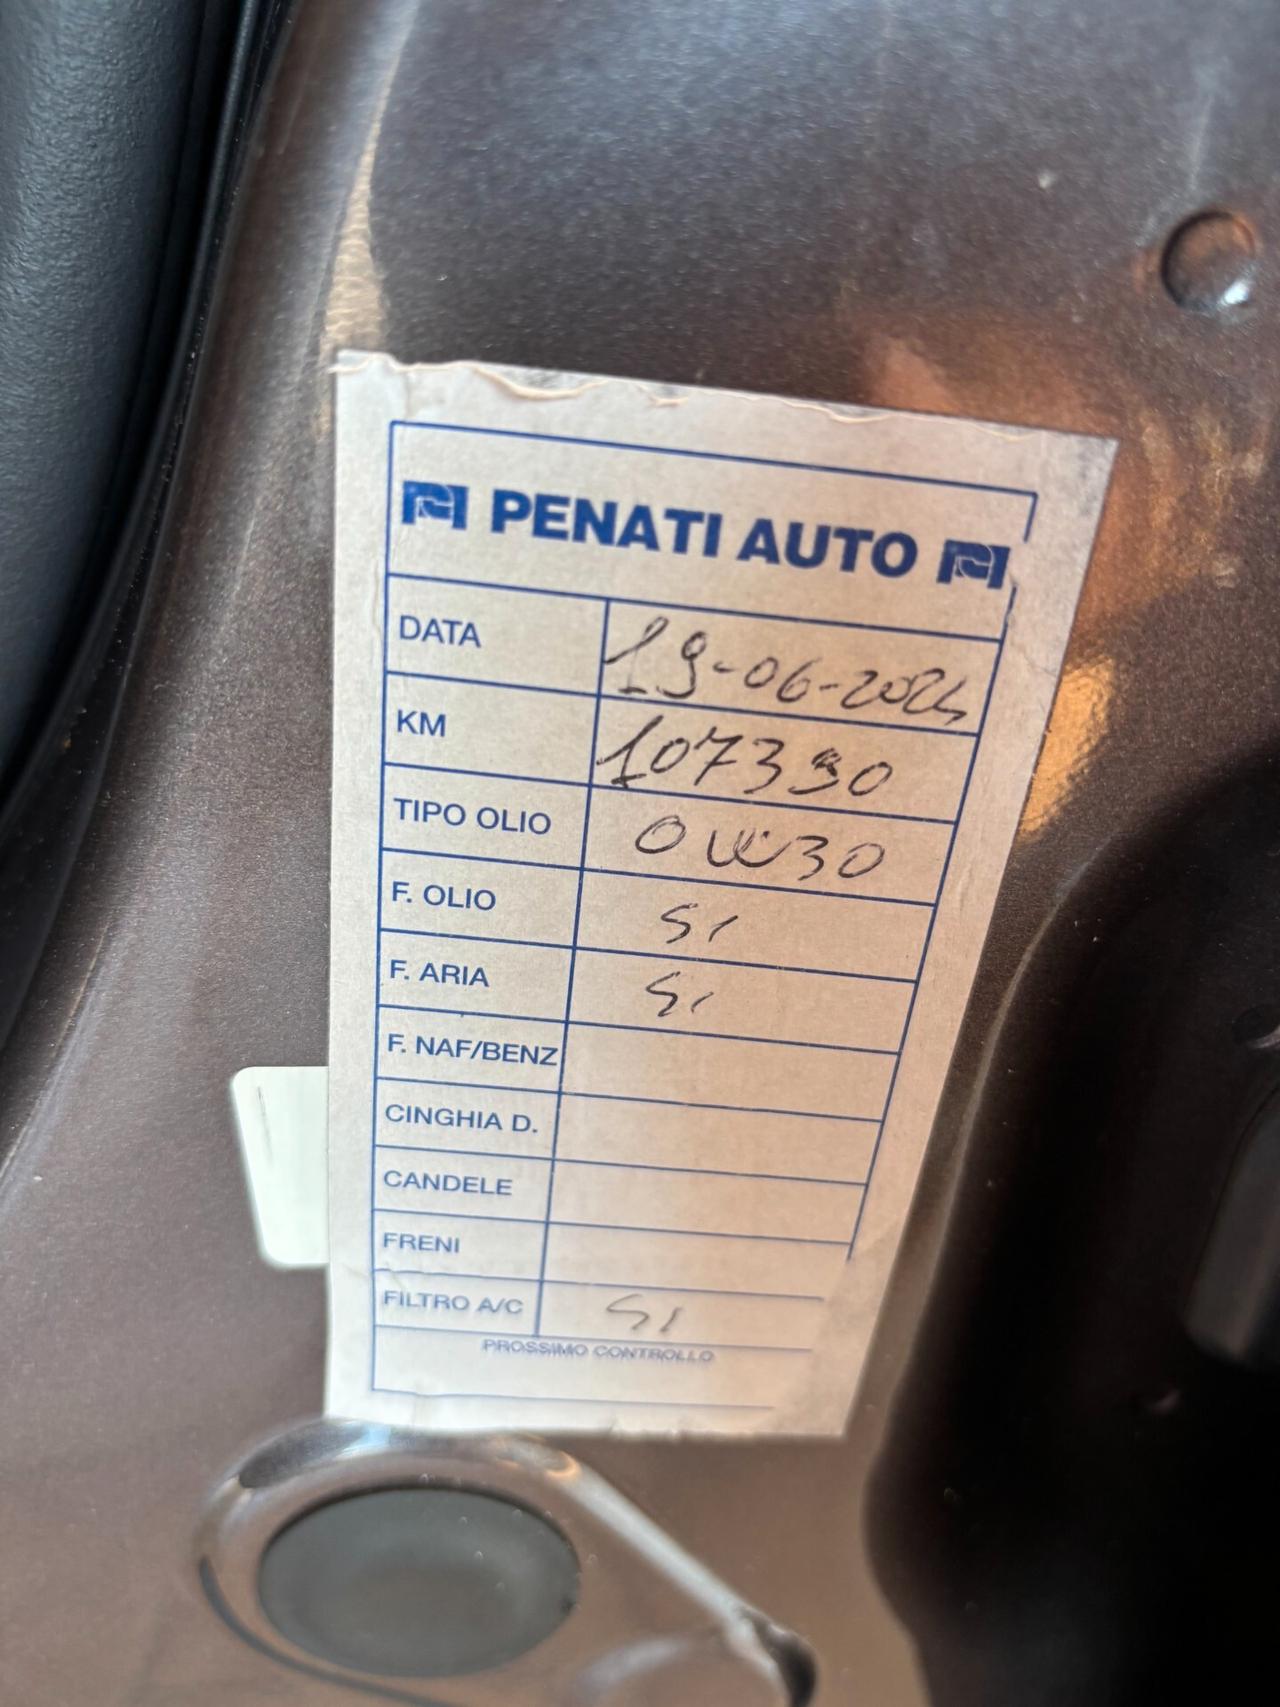 PENATI AUTO
DATA 19-06-2024
KM 107390
TIPO OLIO 0W30
F. OLIO Si
F. ARIA Si
F. NAF/BENZ
CINGHIA D.
CANDELE
FRENI
FILTRO A/C Si
PROSSIMO CONTROLLO